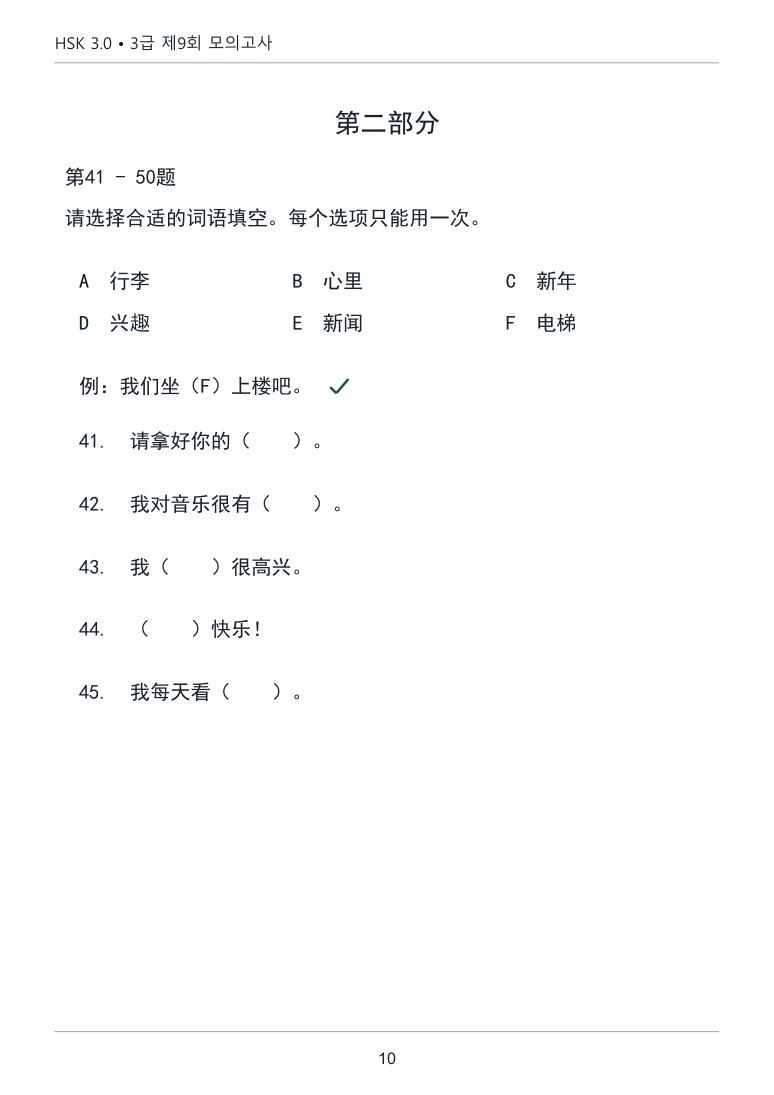 HSK 3.0 • 3급 제9회 모의고사
第二部分
第41 - 50题
请选择合适的词语填空。每个选项只能用一次。
A 行李 B 心里 C 新年
D 兴趣 E 新闻 F 电梯
例：我们坐（F）上楼吧。 ✓
41. 请拿好你的（　　）。
42. 我对音乐很有（　　）。
43. 我（　　）很高兴。
44. （　　）快乐！
45. 我每天看（　　）。
10